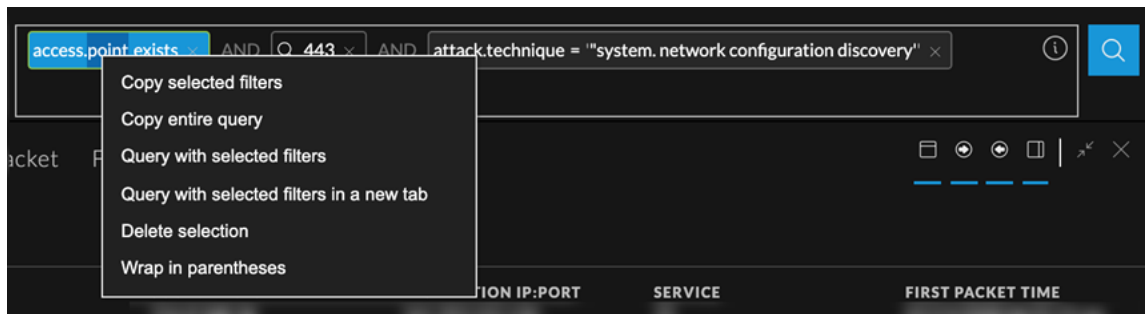 access.point exists × AND 443 × AND attack.technique = '"system. network configuration discovery"' ×
Copy selected filters
Copy entire query
Query with selected filters
Query with selected filters in a new tab
Delete selection
Wrap in parentheses
acket F
TION IP:PORT SERVICE FIRST PACKET TIME